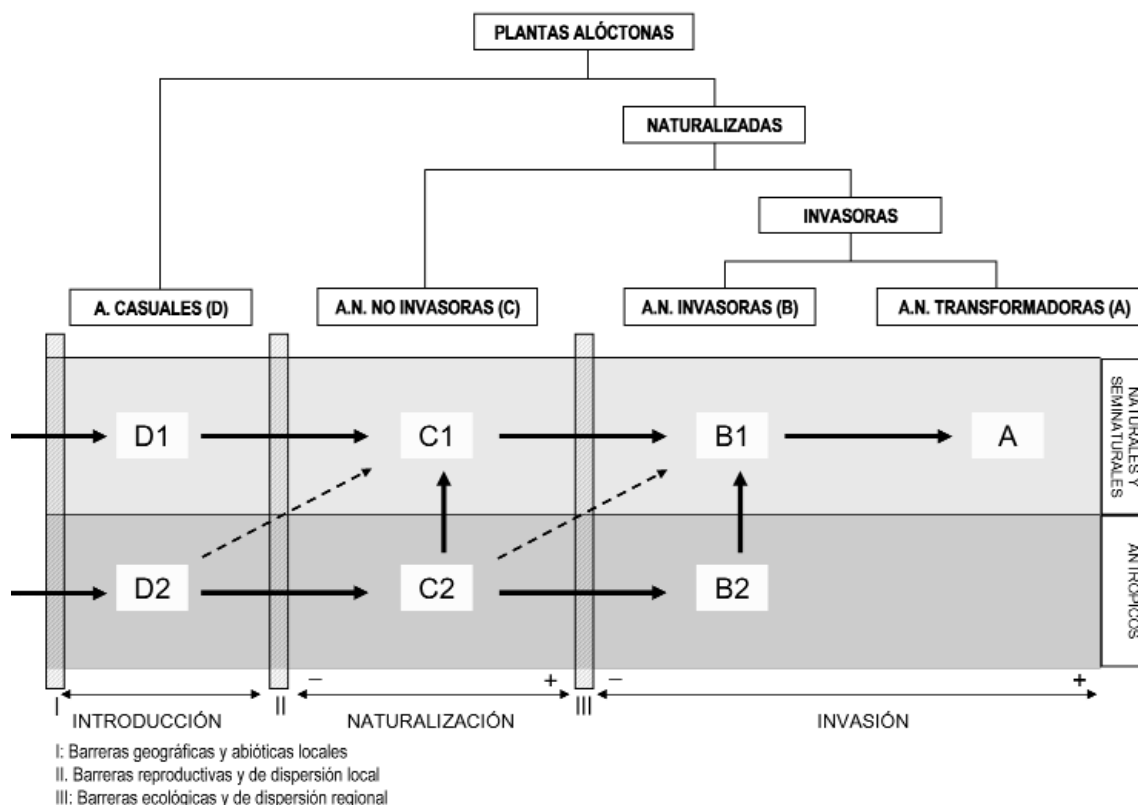 PLANTAS ALÓCTONAS
NATURALIZADAS
INVASORAS
A. CASUALES (D)
A.N. NO INVASORAS (C)
A.N. INVASORAS (B)
A.N. TRANSFORMADORAS (A)
D1
C1
B1
A
NATURALES Y
SEMINATURALES
D2
C2
B2
ANTRÓPICOS
– + – +
I INTRODUCCIÓN II NATURALIZACIÓN III INVASIÓN
I: Barreras geográficas y abióticas locales
II. Barreras reproductivas y de dispersión local
III: Barreras ecológicas y de dispersión regional